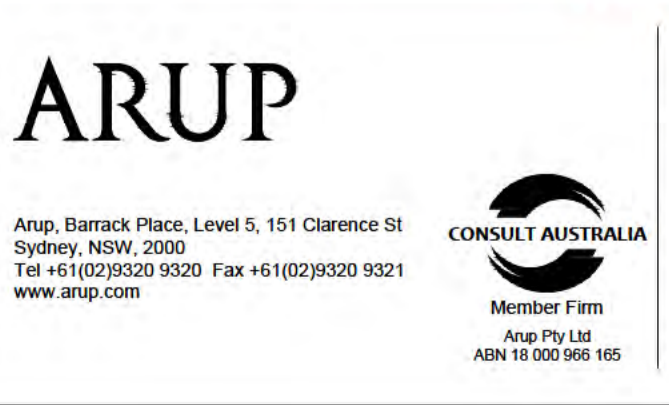 ARUP
Arup, Barrack Place, Level 5, 151 Clarence St
Sydney, NSW, 2000
Tel +61(02)9320 9320 Fax +61(02)9320 9321
www.arup.com
CONSULT AUSTRALIA
Member Firm
Arup Pty Ltd
ABN 18 000 966 165